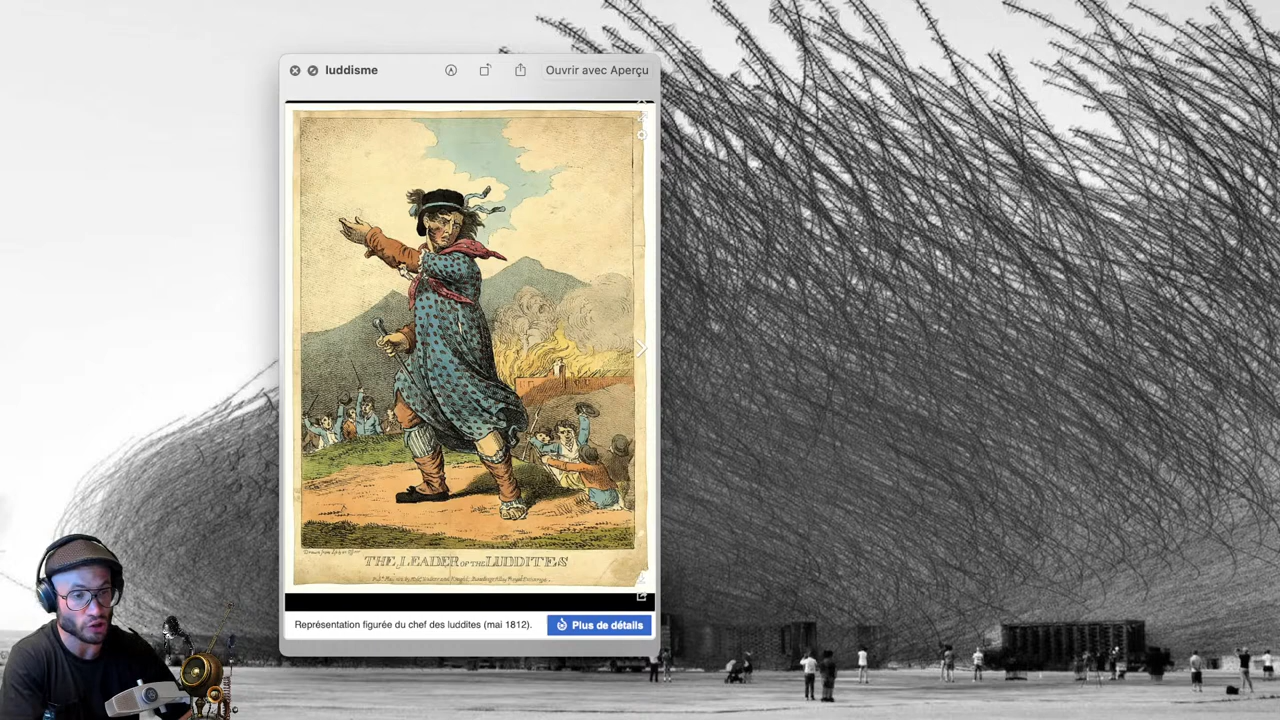 luddisme
Ouvrir avec Aperçu
THE LEADER OF THE LUDDITES
Représentation figurée du chef des luddites (mai 1812).
Plus de détails